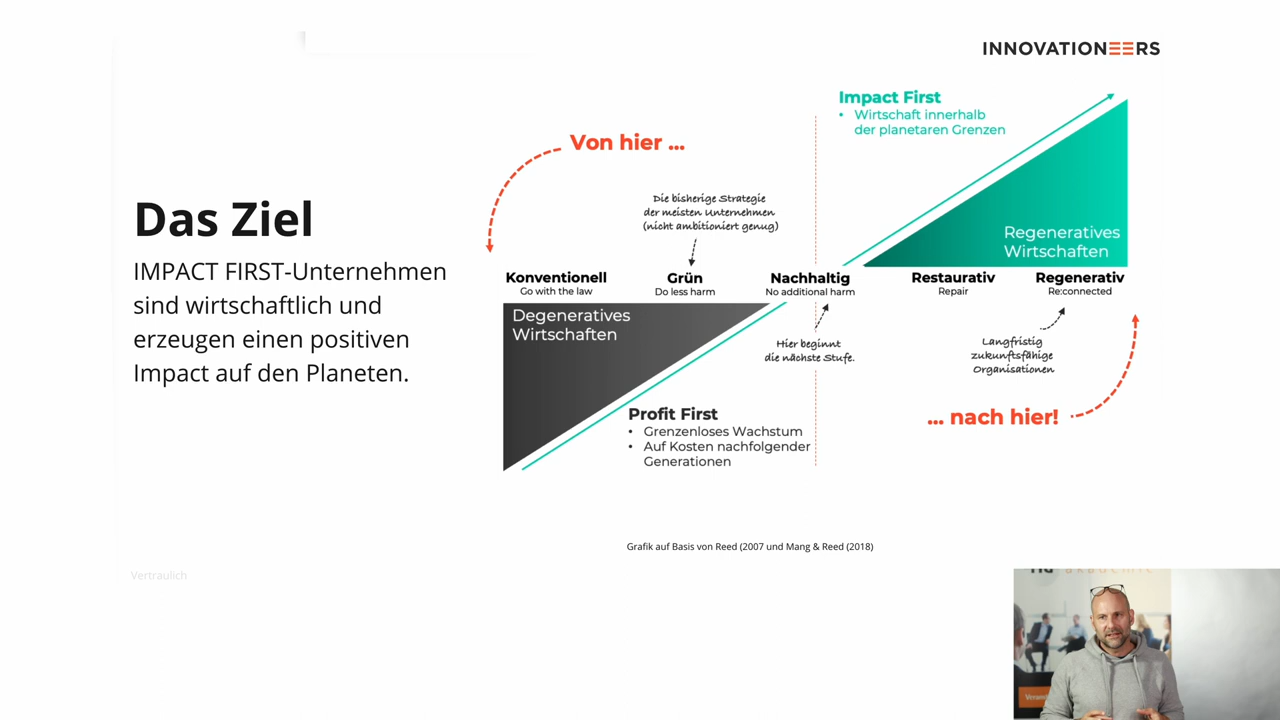 INNOVATIONEERS
Impact First
• Wirtschaft innerhalb
der planetaren Grenzen
Von hier ...
Das Ziel
IMPACT FIRST-Unternehmen
sind wirtschaftlich und
erzeugen einen positiven
Impact auf den Planeten.
Die bisherige Strategie
der meisten Unternehmen
(nicht ambitioniert genug)
Regeneratives
Wirtschaften
Konventionell
Go with the law
Grün
Do less harm
Nachhaltig
No additional harm
Restaurativ
Repair
Regenerativ
Re:connected
Degeneratives
Wirtschaften
Hier beginnt
die nächste Stufe.
Langfristig
zukunftsfähige
Organisationen
Profit First
• Grenzenloses Wachstum
• Auf Kosten nachfolgender
Generationen
... nach hier!
Grafik auf Basis von Reed (2007 und Mang & Reed (2018)
Vertraulich
akademie